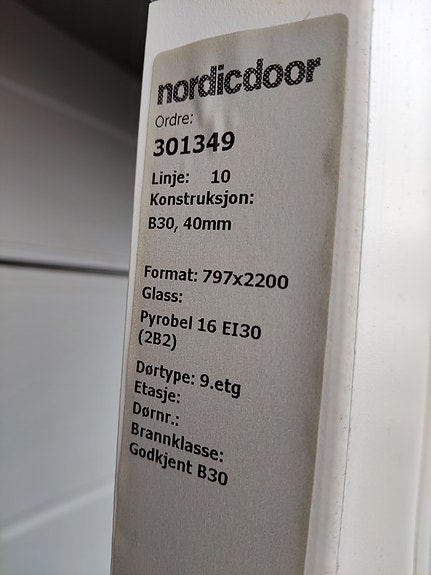 nordicdoor
Ordre:
301349
Linje: 10
Konstruksjon:
B30, 40mm
Format: 797x2200
Glass:
Pyrobel 16 EI30
(2B2)
Dørtype: 9.etg
Etasje:
Dørnr.:
Brannklasse:
Godkjent B30